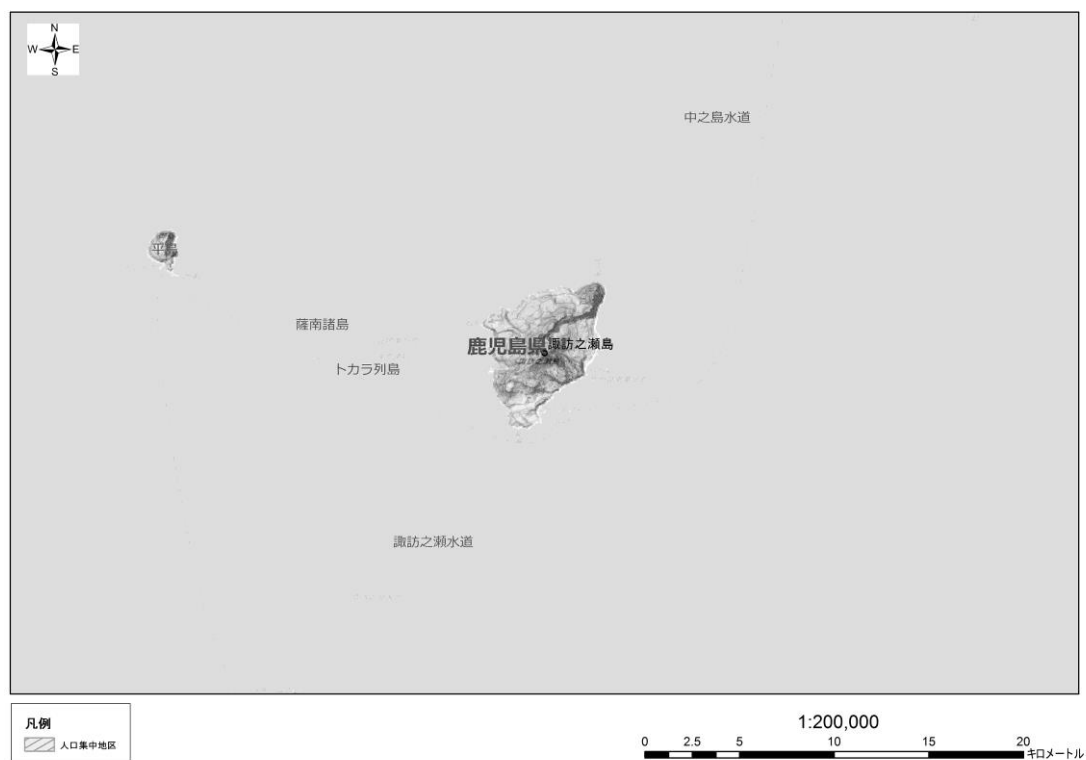 N
W E
S
中之島水道
平島
薩南諸島
鹿児島県
諏訪之瀬島
トカラ列島
諏訪之瀬水道
凡例
人口集中地区
1:200,000
0 2.5 5 10 15 20
キロメートル